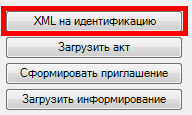 XML на идентификацию
Загрузить акт
Сформировать приглашение
Загрузить информирование